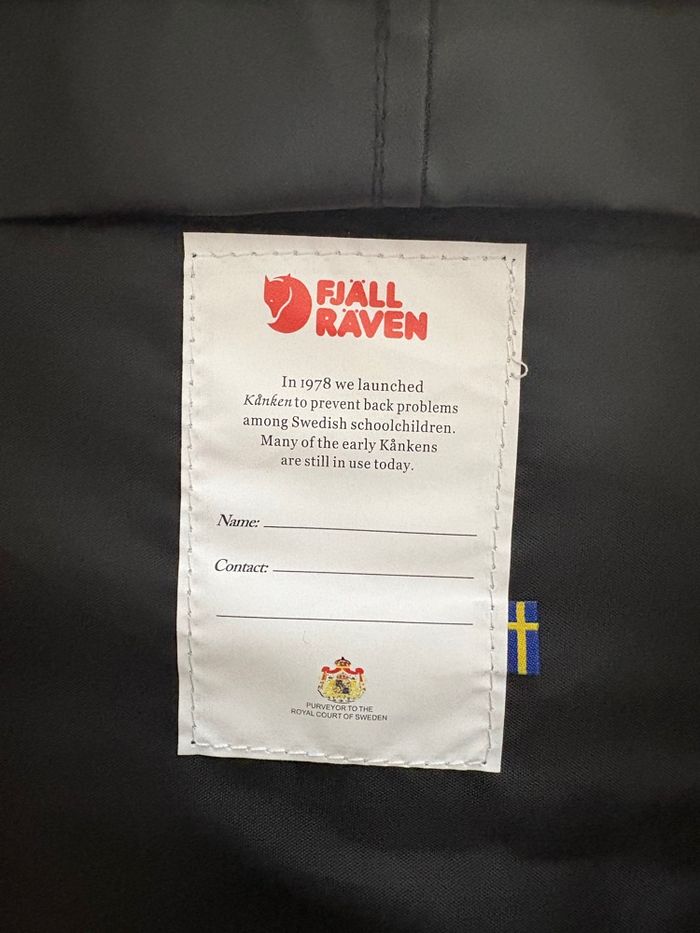 FJÄLL
RÄVEN
In 1978 we launched
Kånken to prevent back problems
among Swedish schoolchildren.
Many of the early Kånkens
are still in use today.
Name:
Contact:
PURVEYOR TO THE
ROYAL COURT OF SWEDEN